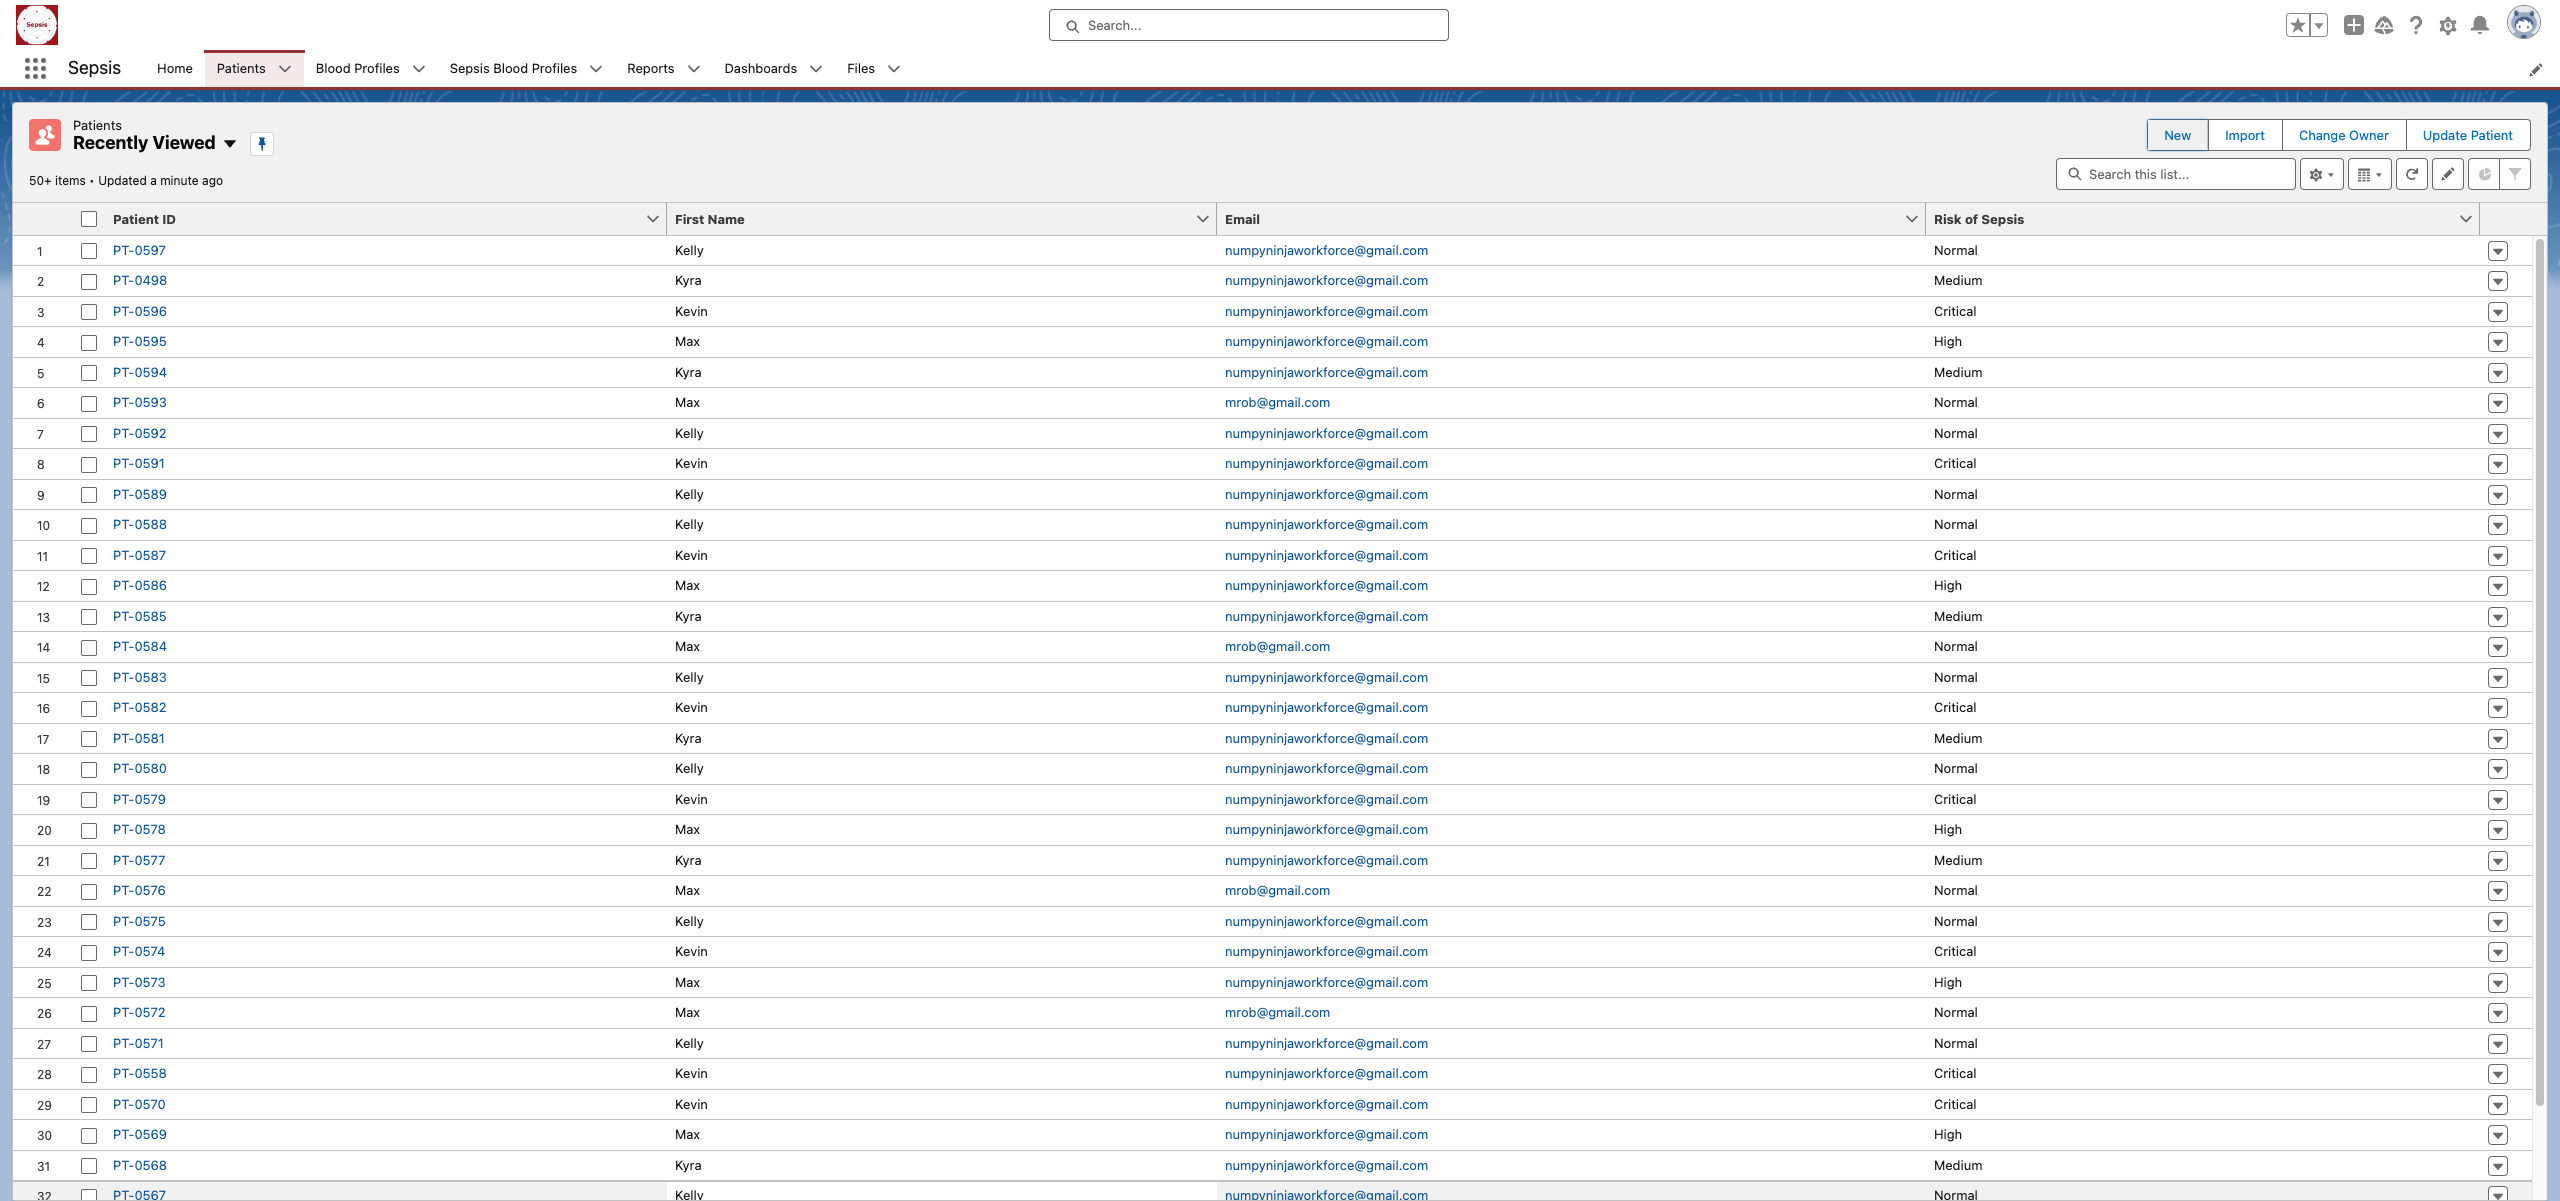 Sepsis
Search...
Sepsis Home Patients Blood Profiles Sepsis Blood Profiles Reports Dashboards Files
Patients
Recently Viewed
New Import Change Owner Update Patient
50+ items • Updated a minute ago
Search this list...
Patient ID First Name Email Risk of Sepsis
1 PT-0597 Kelly numpyninjaworkforce@gmail.com Normal
2 PT-0498 Kyra numpyninjaworkforce@gmail.com Medium
3 PT-0596 Kevin numpyninjaworkforce@gmail.com Critical
4 PT-0595 Max numpyninjaworkforce@gmail.com High
5 PT-0594 Kyra numpyninjaworkforce@gmail.com Medium
6 PT-0593 Max mrob@gmail.com Normal
7 PT-0592 Kelly numpyninjaworkforce@gmail.com Normal
8 PT-0591 Kevin numpyninjaworkforce@gmail.com Critical
9 PT-0589 Kelly numpyninjaworkforce@gmail.com Normal
10 PT-0588 Kelly numpyninjaworkforce@gmail.com Normal
11 PT-0587 Kevin numpyninjaworkforce@gmail.com Critical
12 PT-0586 Max numpyninjaworkforce@gmail.com High
13 PT-0585 Kyra numpyninjaworkforce@gmail.com Medium
14 PT-0584 Max mrob@gmail.com Normal
15 PT-0583 Kelly numpyninjaworkforce@gmail.com Normal
16 PT-0582 Kevin numpyninjaworkforce@gmail.com Critical
17 PT-0581 Kyra numpyninjaworkforce@gmail.com Medium
18 PT-0580 Kelly numpyninjaworkforce@gmail.com Normal
19 PT-0579 Kevin numpyninjaworkforce@gmail.com Critical
20 PT-0578 Max numpyninjaworkforce@gmail.com High
21 PT-0577 Kyra numpyninjaworkforce@gmail.com Medium
22 PT-0576 Max mrob@gmail.com Normal
23 PT-0575 Kelly numpyninjaworkforce@gmail.com Normal
24 PT-0574 Kevin numpyninjaworkforce@gmail.com Critical
25 PT-0573 Max numpyninjaworkforce@gmail.com High
26 PT-0572 Max mrob@gmail.com Normal
27 PT-0571 Kelly numpyninjaworkforce@gmail.com Normal
28 PT-0558 Kevin numpyninjaworkforce@gmail.com Critical
29 PT-0570 Kevin numpyninjaworkforce@gmail.com Critical
30 PT-0569 Max numpyninjaworkforce@gmail.com High
31 PT-0568 Kyra numpyninjaworkforce@gmail.com Medium
32 PT-0567 Kelly numpyninjaworkforce@gmail.com Normal